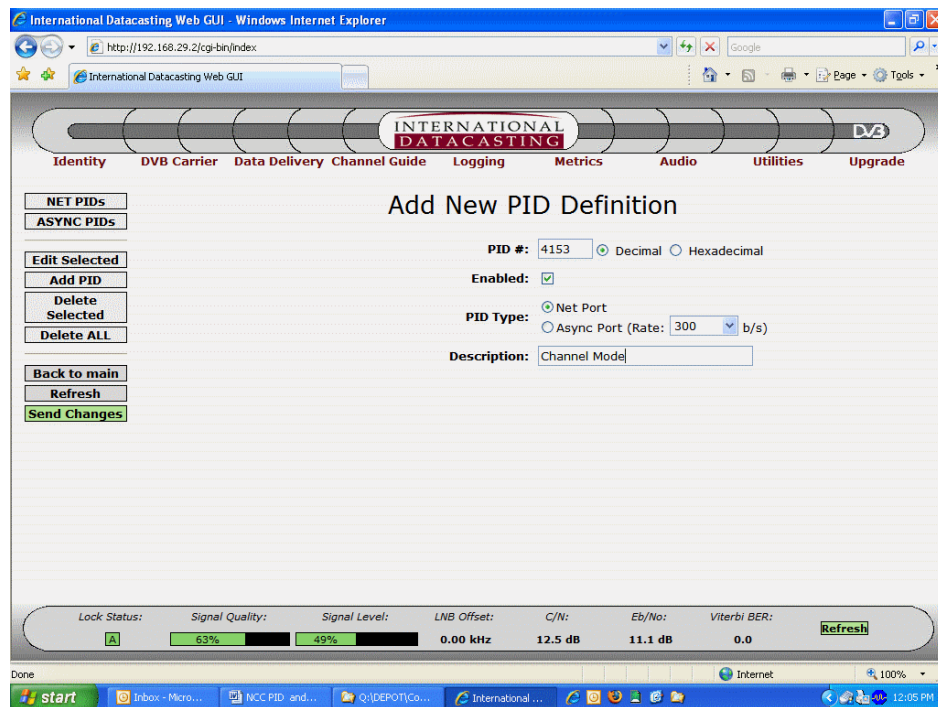 International Datacasting Web GUI - Windows Internet Explorer
http://192.168.29.2/cgi-bin/index
Google
International Datacasting Web GUI
Page
Tools
INTERNATIONAL
DATACASTING
DVB
Identity DVB Carrier Data Delivery Channel Guide Logging Metrics Audio Utilities Upgrade
NET PIDs
ASYNC PIDs
Edit Selected
Add PID
Delete
Selected
Delete ALL
Back to main
Refresh
Send Changes
Add New PID Definition
PID #: 4153 Decimal Hexadecimal
Enabled:
PID Type: Net Port
Async Port (Rate: 300 b/s)
Description: Channel Mode
Lock Status: Signal Quality: Signal Level: LNB Offset: C/N: Eb/No: Viterbi BER:
A 63% 49% 0.00 kHz 12.5 dB 11.1 dB 0.0 Refresh
Done Internet 100%
start Inbox - Micro... NCC PID and... Q:\DEPOT\Co... International ... 12:05 PM